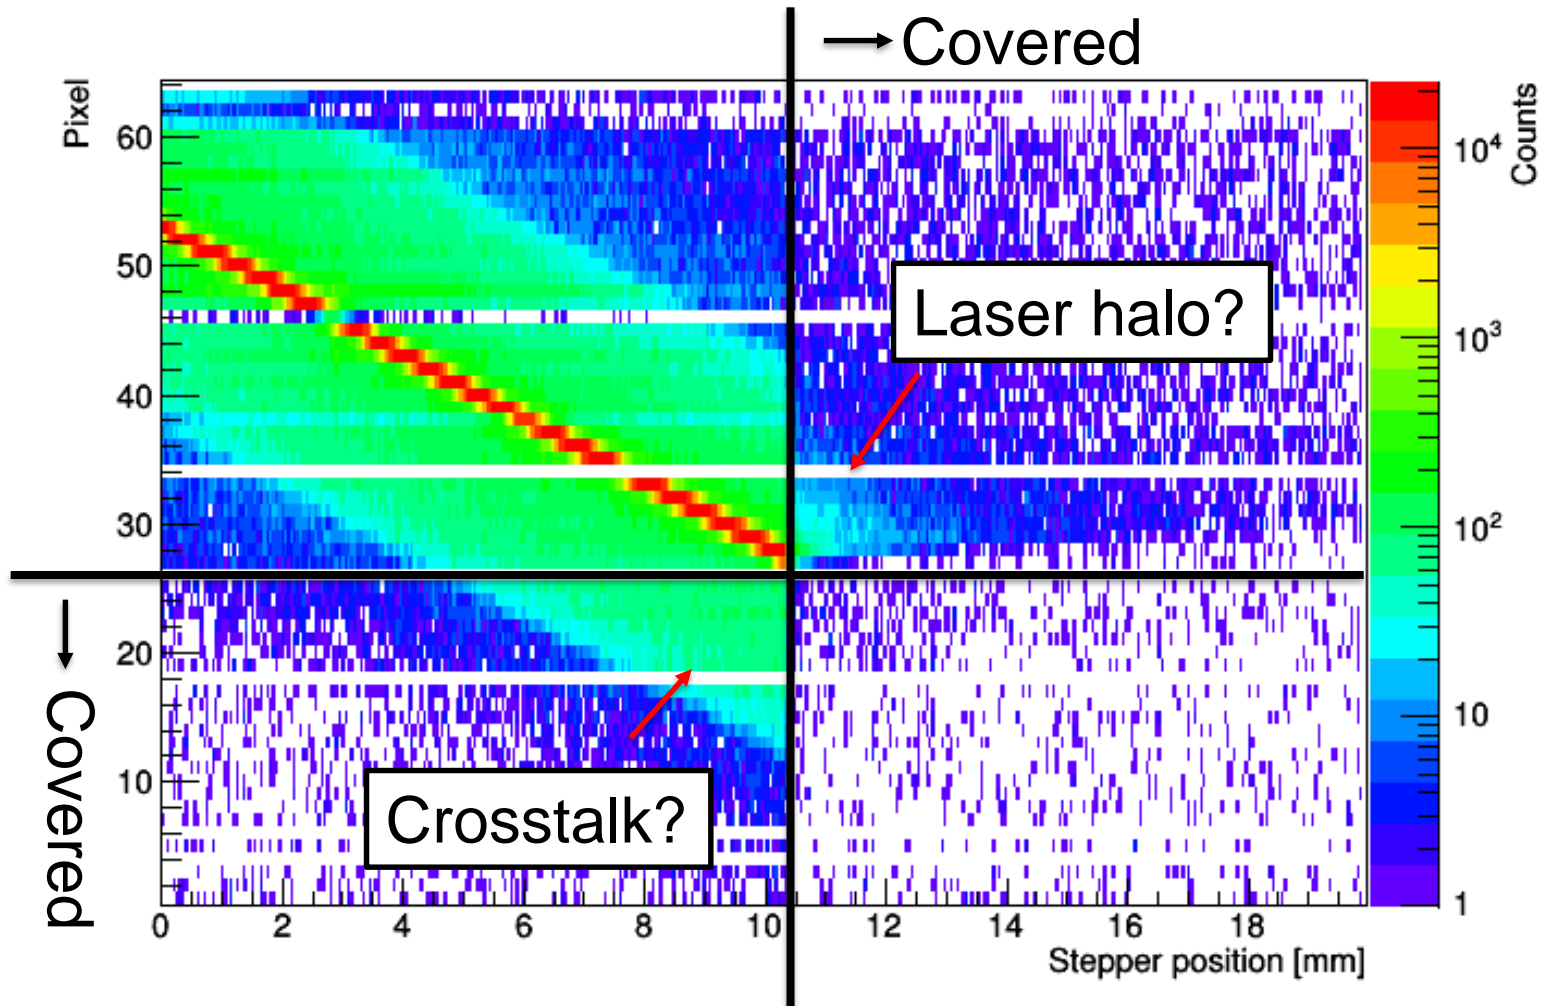 Covered
Pixel
60
50
40
30
20
10
Counts
10⁴
10³
10²
10
1
Laser halo?
Crosstalk?
Covered
0 2 4 6 8 10 12 14 16 18
Stepper position [mm]